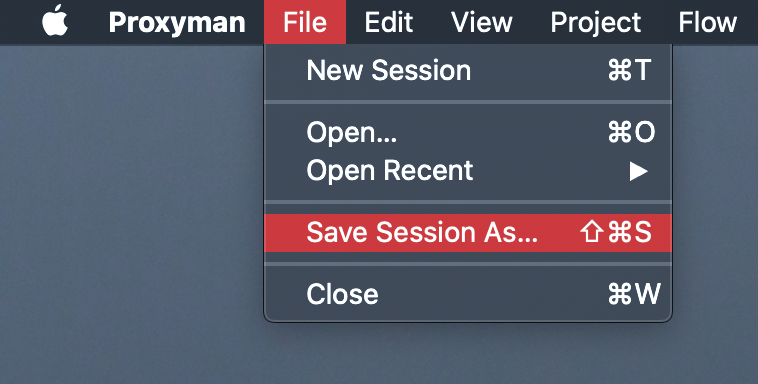 Proxyman File Edit View Project Flow
New Session ⌘T
Open... ⌘O
Open Recent ▶
Save Session As... ⇧⌘S
Close ⌘W